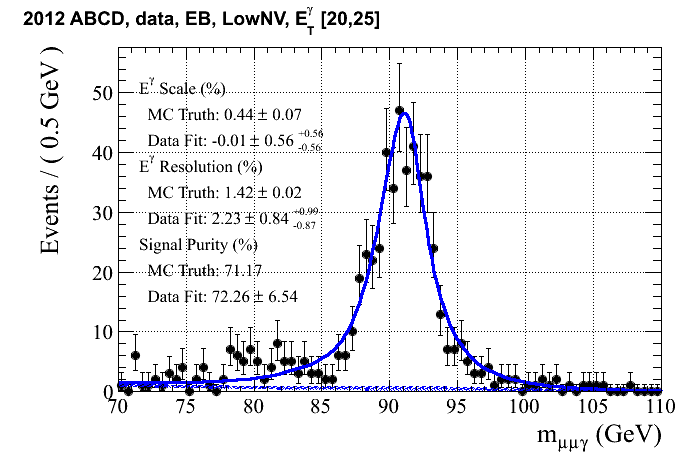 2012 ABCD, data, EB, LowNV, E_T^γ [20,25]
Events / ( 0.5 GeV )
E^γ Scale (%)
MC Truth: 0.44 ± 0.07
Data Fit: -0.01 ± 0.56 +0.56 -0.56
E^γ Resolution (%)
MC Truth: 1.42 ± 0.02
Data Fit: 2.23 ± 0.84 +0.99 -0.87
Signal Purity (%)
MC Truth: 71.17
Data Fit: 72.26 ± 6.54
50
40
30
20
10
0
70 75 80 85 90 95 100 105 110
m_μμγ (GeV)